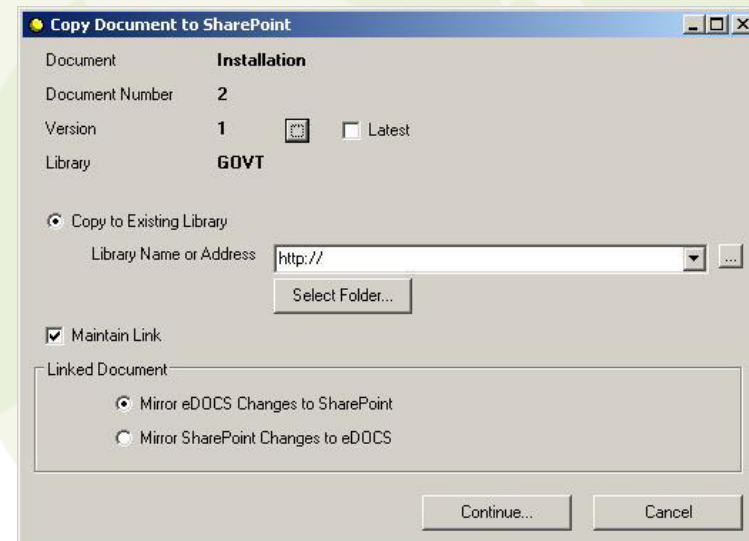 Copy Document to SharePoint
Document Installation
Document Number 2
Version 1 Latest
Library GOVT
Copy to Existing Library
Library Name or Address http:// ...
Select Folder...
Maintain Link
Linked Document
Mirror eDOCS Changes to SharePoint
Mirror SharePoint Changes to eDOCS
Continue... Cancel